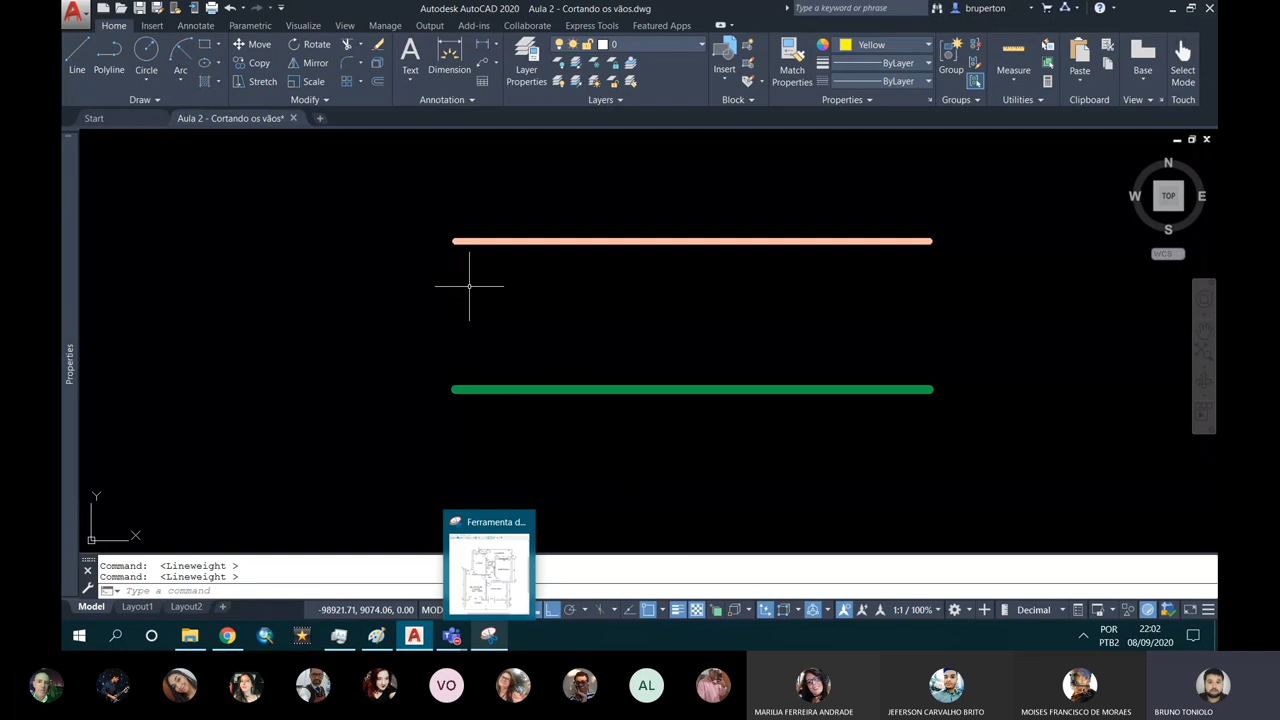 Autodesk AutoCAD 2020 Aula 2 - Cortando os vãos.dwg
Type a keyword or phrase
bruperton
Home Insert Annotate Parametric View Manage Output Add-ins Collaborate Express Tools Featured Apps
Line Polyline Circle Arc
Move Rotate
Copy Mirror
Stretch Scale
Text Dimension
Layer Properties
0
Insert
Match Properties
Yellow
ByLayer
ByLayer
Group
Measure
Paste
Base
Select Mode
Draw Modify Annotation Layers Block Properties Groups Utilities Clipboard View Touch
Start Aula 2 - Cortando os vãos*
N
W TOP E
S
WCS
Properties
Y
X
Ferramenta d...
Command: <Lineweight >
Command: <Lineweight >
Type a command
Model Layout1 Layout2
-98921.71, 9074.06, 0.00 MOD
1:1 / 100% Decimal
POR
PTB2
22:02
08/09/2020
VO
AL
MARILIA FERREIRA ANDRADE
JEFERSON CARVALHO BRITO
MOISES FRANCISCO DE MORAES
BRUNO TONIOLO